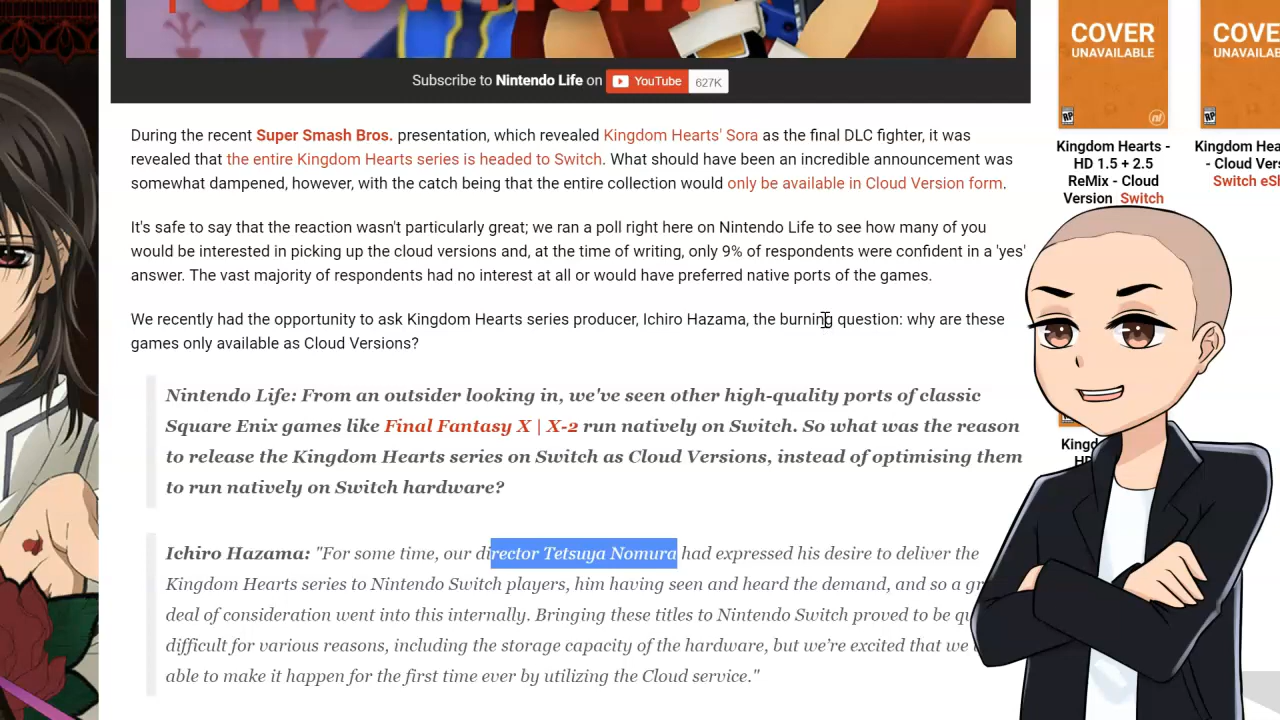 ON SWITCH?
COVER
UNAVAILABLE
COVE
UNAVAILAB
Subscribe to Nintendo Life on YouTube 627K
During the recent Super Smash Bros. presentation, which revealed Kingdom Hearts' Sora as the final DLC fighter, it was
revealed that the entire Kingdom Hearts series is headed to Switch. What should have been an incredible announcement was
somewhat dampened, however, with the catch being that the entire collection would only be available in Cloud Version form.
It's safe to say that the reaction wasn't particularly great; we ran a poll right here on Nintendo Life to see how many of you
would be interested in picking up the cloud versions and, at the time of writing, only 9% of respondents were confident in a 'yes'
answer. The vast majority of respondents had no interest at all or would have preferred native ports of the games.
We recently had the opportunity to ask Kingdom Hearts series producer, Ichiro Hazama, the burning question: why are these
games only available as Cloud Versions?
Nintendo Life: From an outsider looking in, we've seen other high-quality ports of classic
Square Enix games like Final Fantasy X | X-2 run natively on Switch. So what was the reason
to release the Kingdom Hearts series on Switch as Cloud Versions, instead of optimising them
to run natively on Switch hardware?
Ichiro Hazama: "For some time, our director Tetsuya Nomura had expressed his desire to deliver the
Kingdom Hearts series to Nintendo Switch players, him having seen and heard the demand, and so a gr
deal of consideration went into this internally. Bringing these titles to Nintendo Switch proved to be qu
difficult for various reasons, including the storage capacity of the hardware, but we're excited that we
able to make it happen for the first time ever by utilizing the Cloud service."
RP
RP
Kingdom Hearts -
HD 1.5 + 2.5
ReMix - Cloud
Version Switch
Kingdom Hea
- Cloud Vers
Switch eSh
Kingd
HD